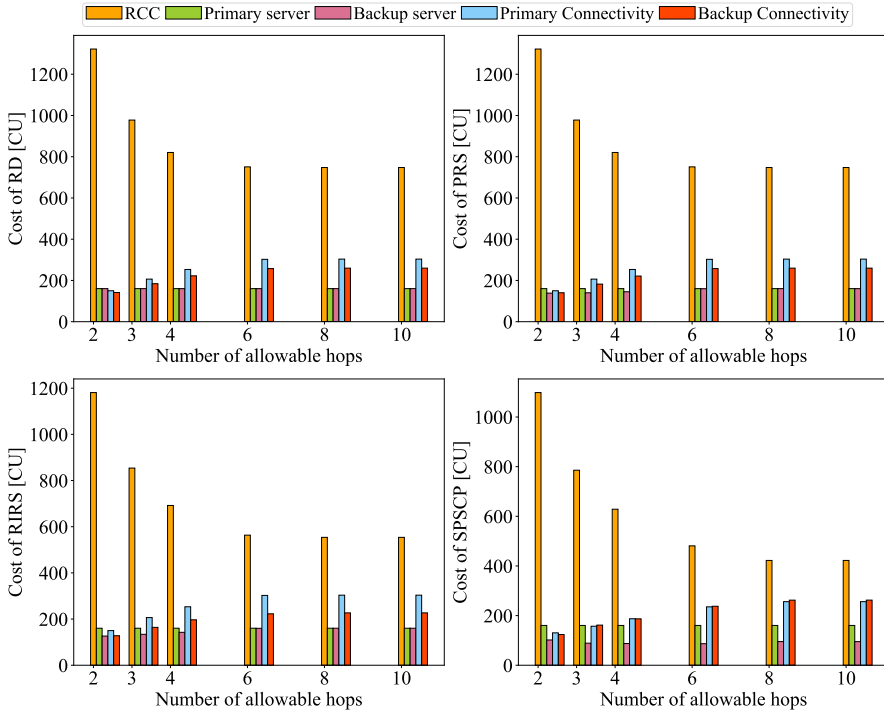 RCC Primary server Backup server Primary Connectivity Backup Connectivity
Cost of RD [CU]
1200
1000
800
600
400
200
0
2 3 4 6 8 10
Number of allowable hops
Cost of PRS [CU]
1200
1000
800
600
400
200
0
2 3 4 6 8 10
Number of allowable hops
Cost of RIRS [CU]
1200
1000
800
600
400
200
0
2 3 4 6 8 10
Number of allowable hops
Cost of SPSCP [CU]
1000
800
600
400
200
0
2 3 4 6 8 10
Number of allowable hops